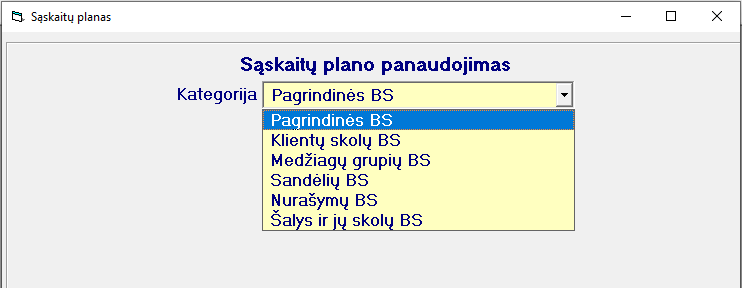 Sąskaitų planas
Sąskaitų plano panaudojimas
Kategorija Pagrindinės BS
Pagrindinės BS
Klientų skolų BS
Medžiagų grupių BS
Sandėlių BS
Nurašymų BS
Šalys ir jų skolų BS